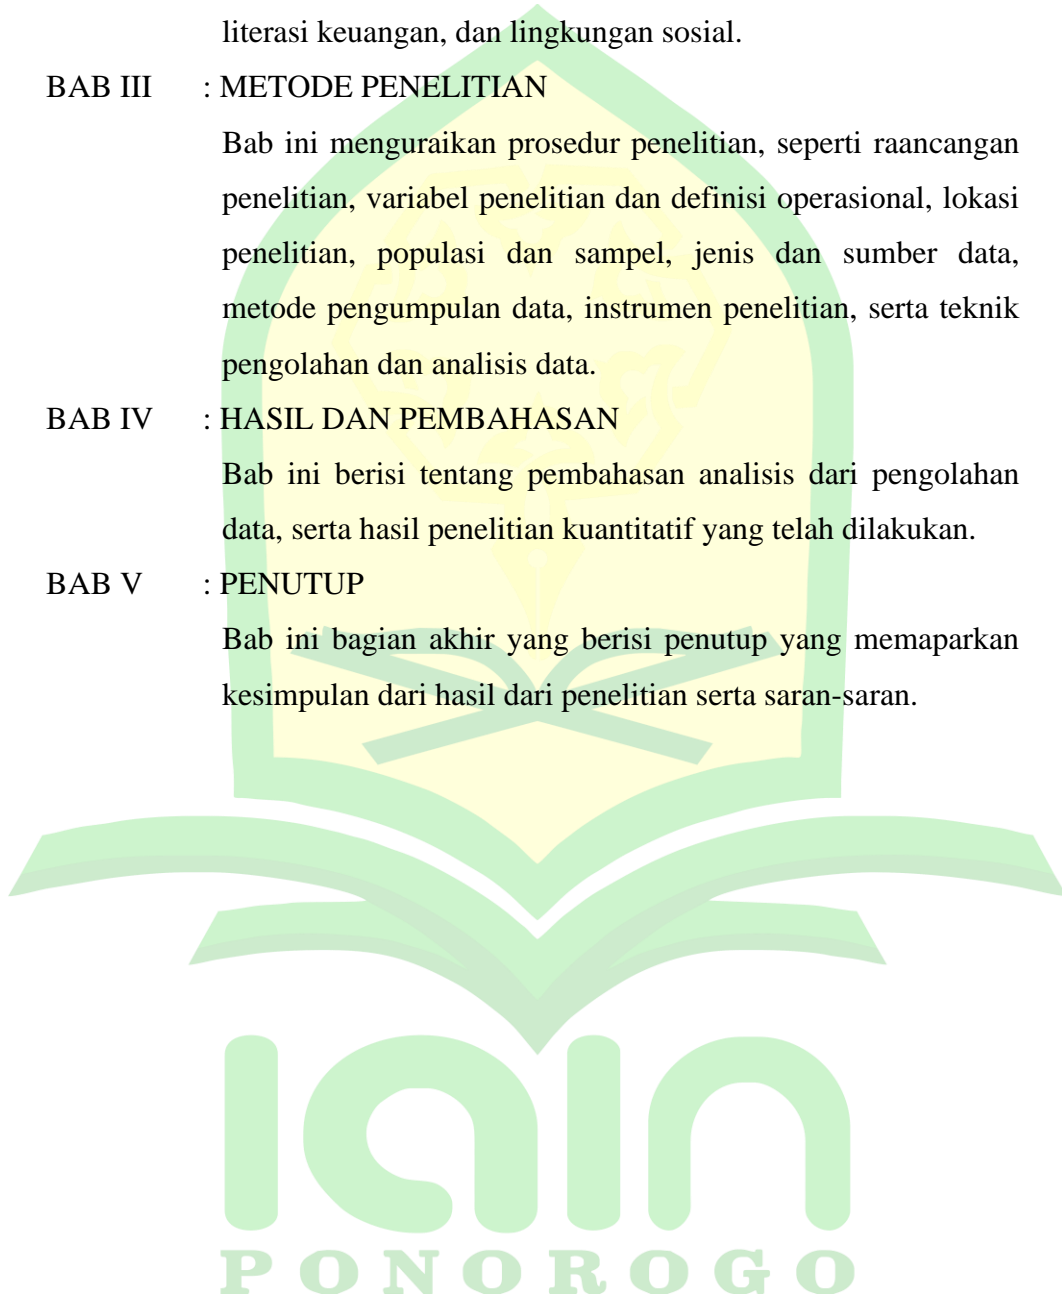 literasi keuangan, dan lingkungan sosial.
BAB III : METODE PENELITIAN
Bab ini menguraikan prosedur penelitian, seperti raancangan
penelitian, variabel penelitian dan definisi operasional, lokasi
penelitian, populasi dan sampel, jenis dan sumber data,
metode pengumpulan data, instrumen penelitian, serta teknik
pengolahan dan analisis data.
BAB IV : HASIL DAN PEMBAHASAN
Bab ini berisi tentang pembahasan analisis dari pengolahan
data, serta hasil penelitian kuantitatif yang telah dilakukan.
BAB V : PENUTUP
Bab ini bagian akhir yang berisi penutup yang memaparkan
kesimpulan dari hasil dari penelitian serta saran-saran.
IAIN
PONOROGO